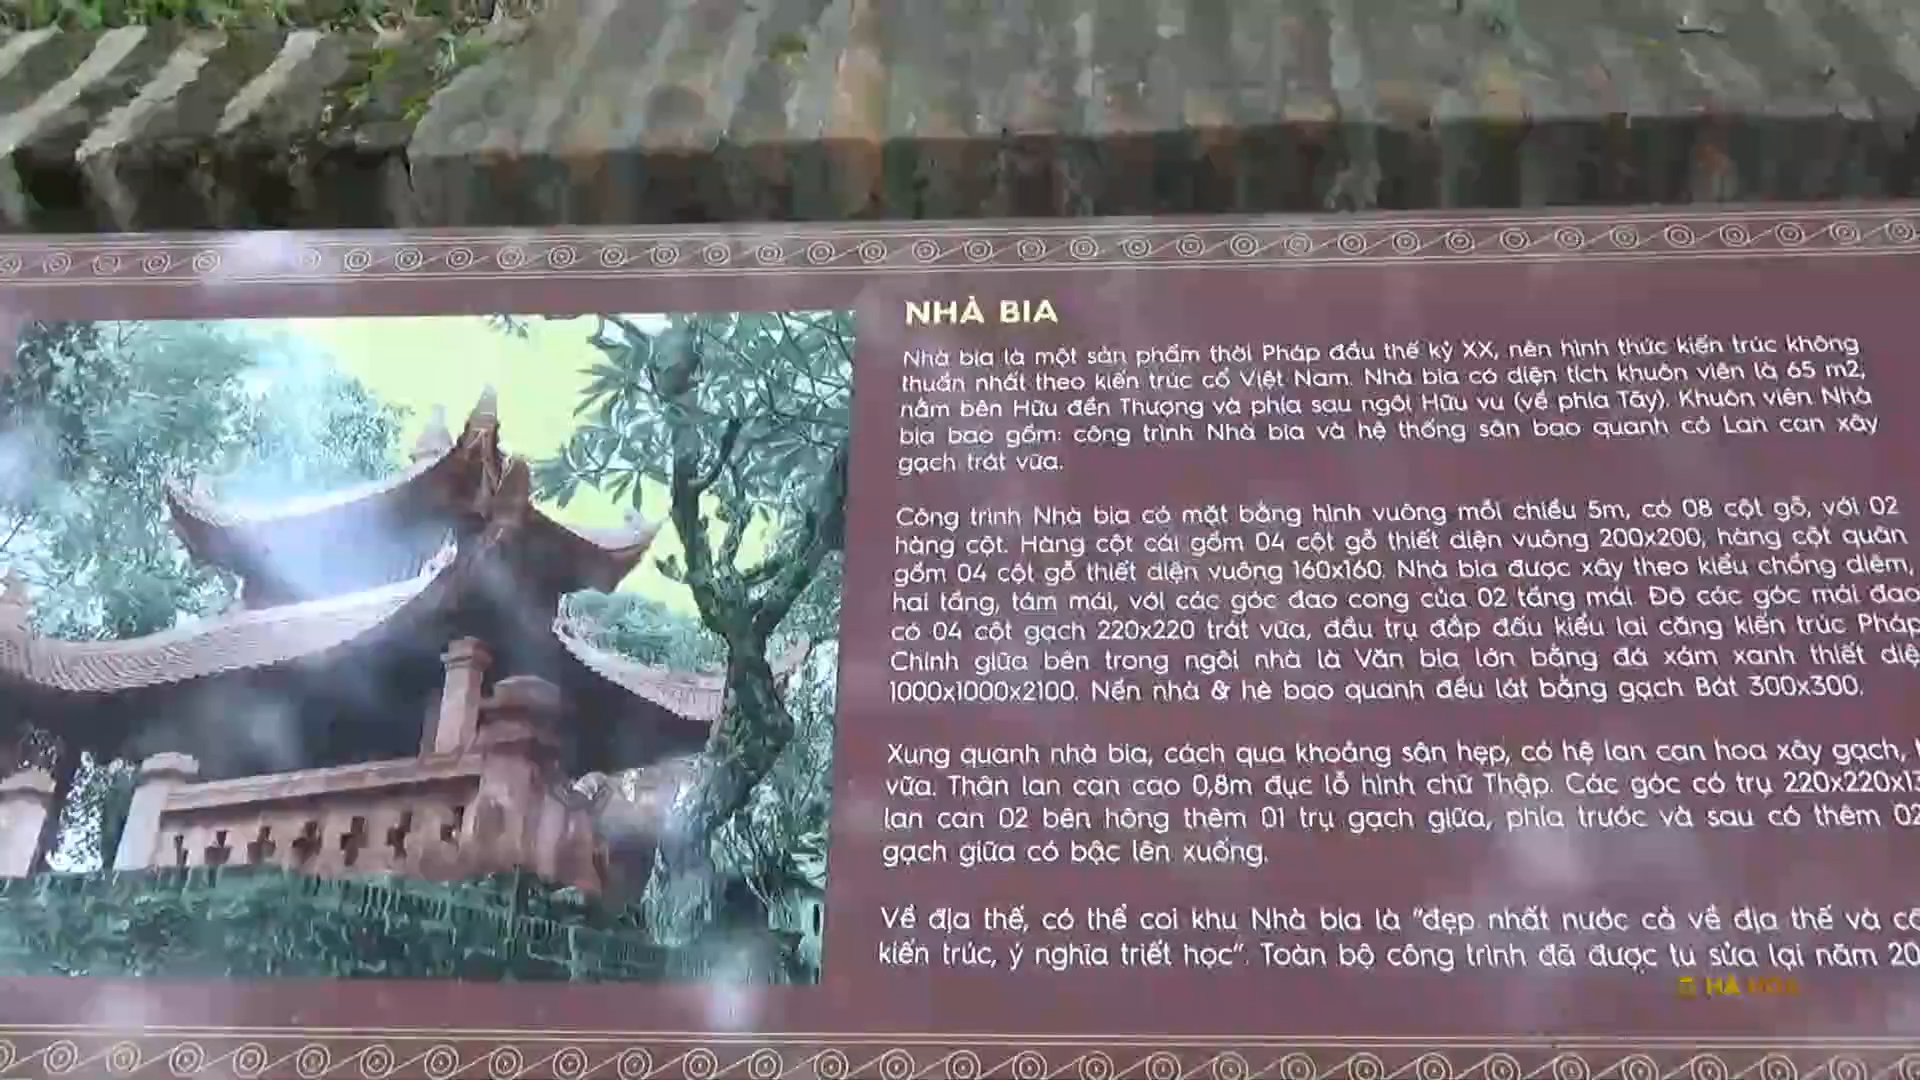 NHÀ BIA
Nhà bia là một sản phẩm thời Pháp đầu thế kỷ XX, nên hình thức kiến trúc không
thuần nhất theo kiến trúc cổ Việt Nam. Nhà bia có diện tích khuôn viên là 65 m2,
nằm bên Hữu đền Thượng và phía sau ngôi Hữu vu (về phía Tây). Khuôn viên Nhà
bia bao gồm: công trình Nhà bia và hệ thống sân bao quanh có Lan can xây
gạch trát vữa.
Công trình Nhà bia có mặt bằng hình vuông mỗi chiều 5m, có 08 cột gỗ, với 02
hàng cột. Hàng cột cái gồm 04 cột gỗ thiết diện vuông 200x200, hàng cột quân
gồm 04 cột gỗ thiết diện vuông 160x160. Nhà bia được xây theo kiểu chồng diêm,
hai tầng, tám mái, với các góc đao cong của 02 tầng mái. Đỡ các góc mái đao
có 04 cột gạch 220x220 trát vữa, đầu trụ đắp đấu kiểu lai căng kiến trúc Pháp
Chính giữa bên trong ngôi nhà là Văn bia lớn bằng đá xám xanh thiết
1000x1000x2100. Nền nhà & hè bao quanh đều lát bằng gạch Bát 300x300.
Xung quanh nhà bia, cách qua khoảng sân hẹp, có hệ lan can hoa xây gạch,
vữa. Thân lan can cao 0,8m đục lỗ hình chữ Thập. Các góc có trụ
lan can 02 bên hông thêm 01 trụ gạch giữa, phía trước và sau có thêm 02
gạch giữa có bậc lên xuống.
Về địa thế, có thể coi khu Nhà bia là "đẹp nhất nước cả về địa thế và
kiến trúc, ý nghĩa triết học". Toàn bộ công trình đã được tu sửa lại năm